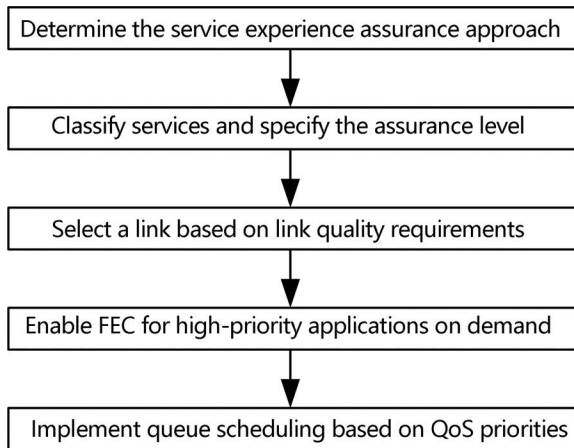 Determine the service experience assurance approach
Classify services and specify the assurance level
Select a link based on link quality requirements
Enable FEC for high-priority applications on demand
Implement queue scheduling based on QoS priorities